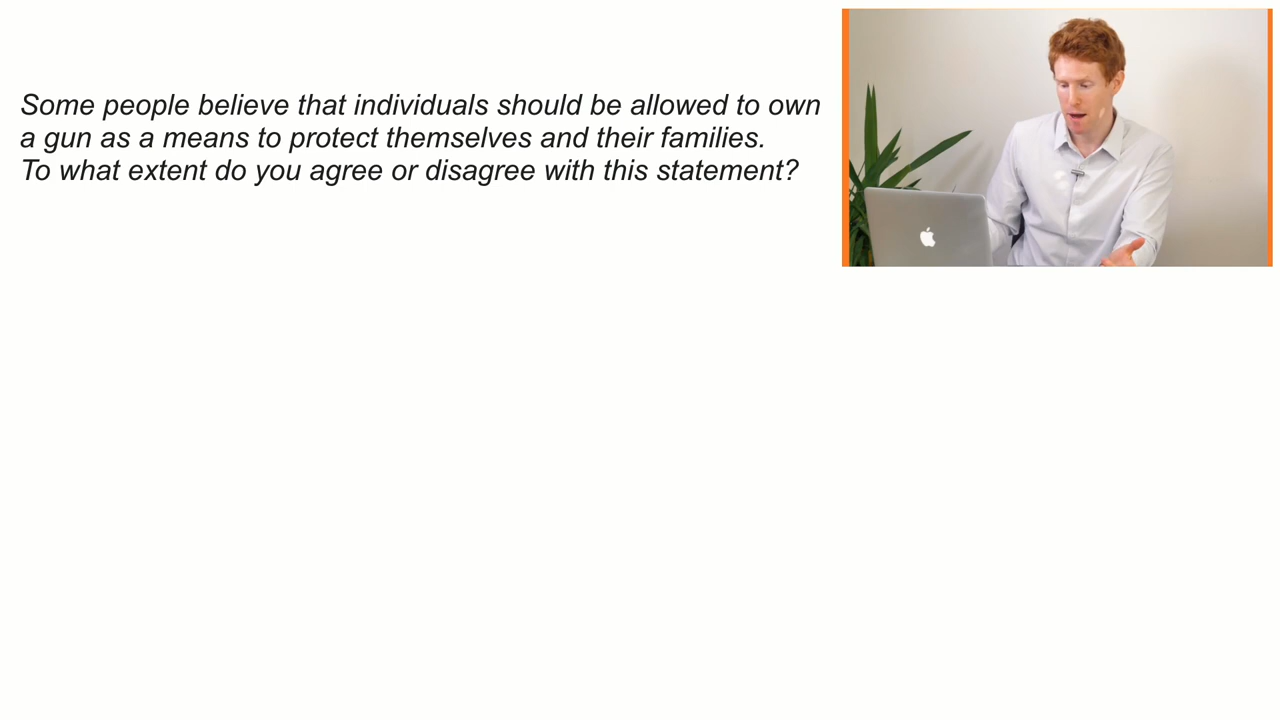 Some people believe that individuals should be allowed to own
a gun as a means to protect themselves and their families.
To what extent do you agree or disagree with this statement?